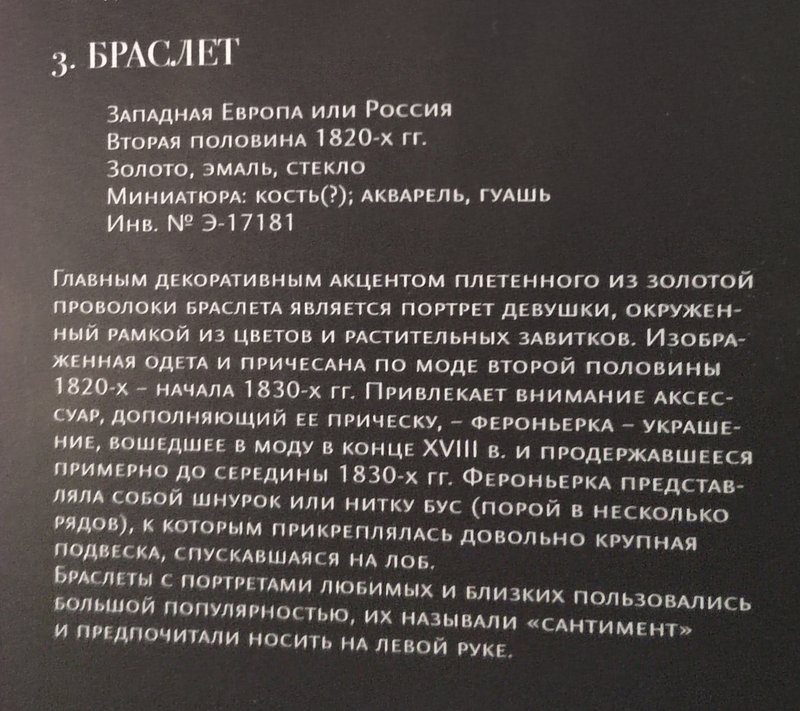 3. БРАСЛЕТ
Западная Европа или Россия
Вторая половина 1820-х гг.
Золото, эмаль, стекло
Миниатюра: кость(?); акварель, гуашь
Инв. № Э-17181
Главным декоративным акцентом плетенного из золотой
проволоки браслета является портрет девушки, окружен-
ный рамкой из цветов и растительных завитков. Изобра-
женная одета и причесана по моде второй половины
1820-х – начала 1830-х гг. Привлекает внимание аксес-
суар, дополняющий ее прическу, – фероньерка – украше-
ние, вошедшее в моду в конце XVIII в. и продержавшееся
примерно до середины 1830-х гг. Фероньерка представ-
ляла собой шнурок или нитку бус (порой в несколько
рядов), к которым прикреплялась довольно крупная
подвеска, спускавшаяся на лоб.
Браслеты с портретами любимых и близких пользовались
большой популярностью, их называли «сантимент»
и предпочитали носить на левой руке.